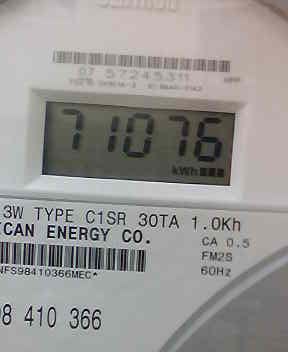 07 57245311
71076
kWh
3W TYPE C1SR 30TA 1.0Kh
CAN ENERGY CO.
CA 0.5
FM2S
NFS98410366MEC*
60Hz
98 410 366